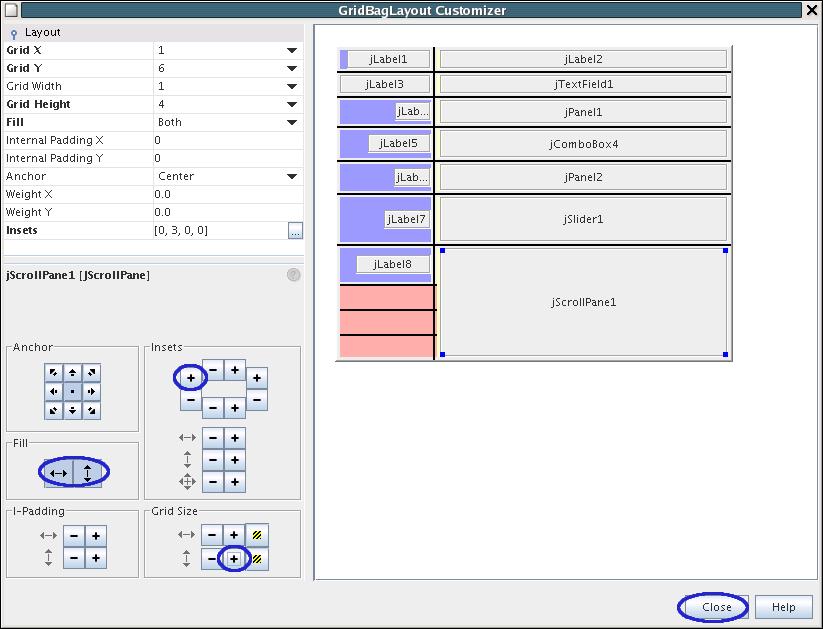 GridBagLayout Customizer
Layout
Grid X 1
Grid Y 6
Grid Width 1
Grid Height 4
Fill Both
Internal Padding X 0
Internal Padding Y 0
Anchor Center
Weight X 0.0
Weight Y 0.0
Insets [0, 3, 0, 0] ...
jScrollPane1 [JScrollPane] ?
Anchor
Insets
Fill
I-Padding
Grid Size
jLabel1 jLabel2
jLabel3 jTextField1
jLab... jPanel1
jLabel5 jComboBox4
jLab... jPanel2
jLabel7 jSlider1
jLabel8 jScrollPane1
Close Help